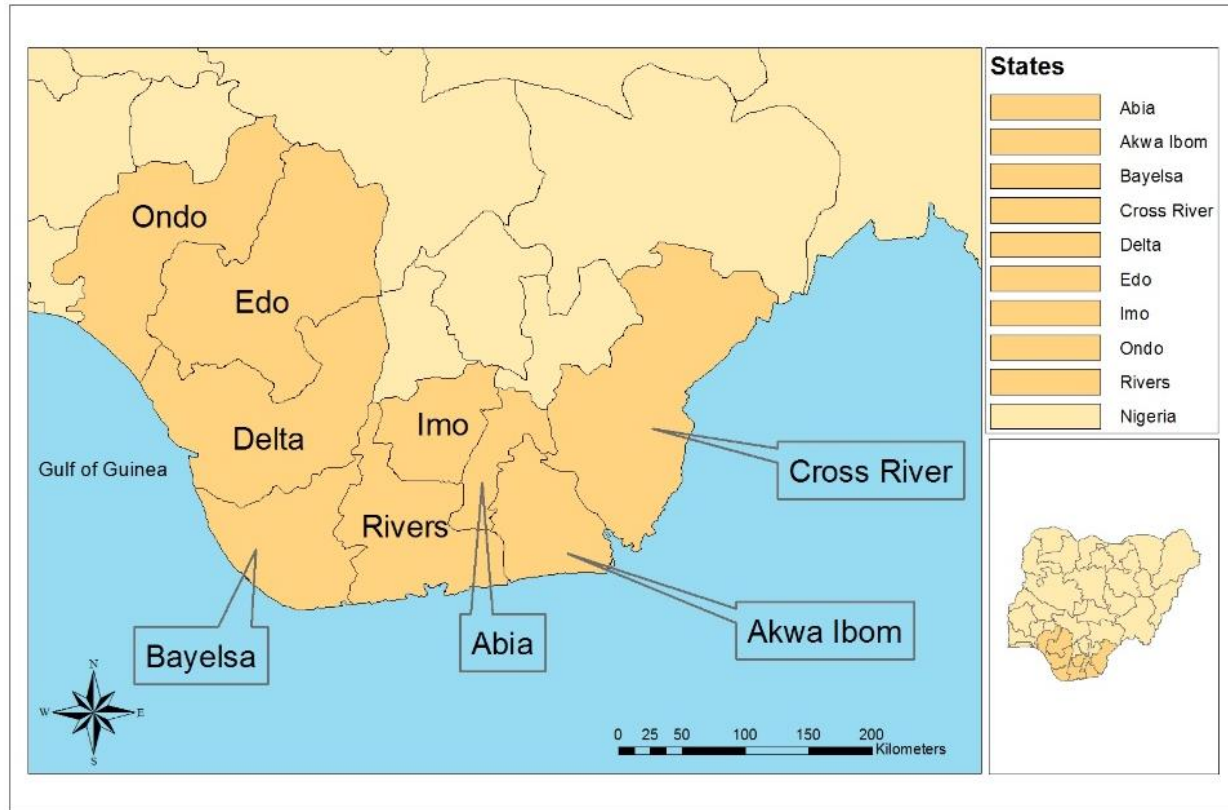 Ondo
Edo
Delta
Imo
Gulf of Guinea
Rivers
Cross River
Bayelsa
Abia
Akwa Ibom
N
W
E
S
0 25 50 100 150 200
Kilometers
States
Abia
Akwa Ibom
Bayelsa
Cross River
Delta
Edo
Imo
Ondo
Rivers
Nigeria